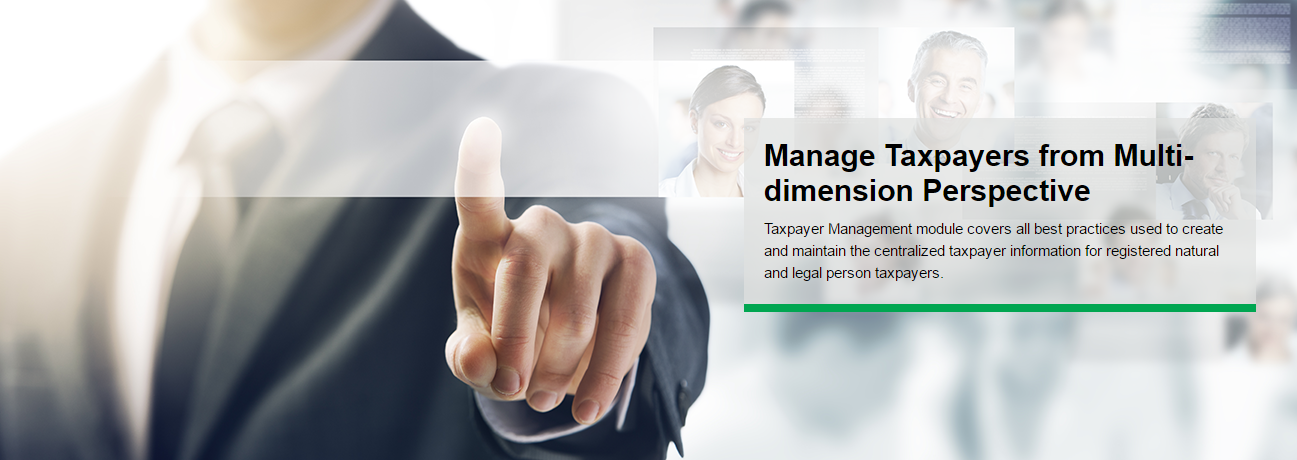 Manage Taxpayers from Multi-
dimension Perspective
Taxpayer Management module covers all best practices used to create
and maintain the centralized taxpayer information for registered natural
and legal person taxpayers.